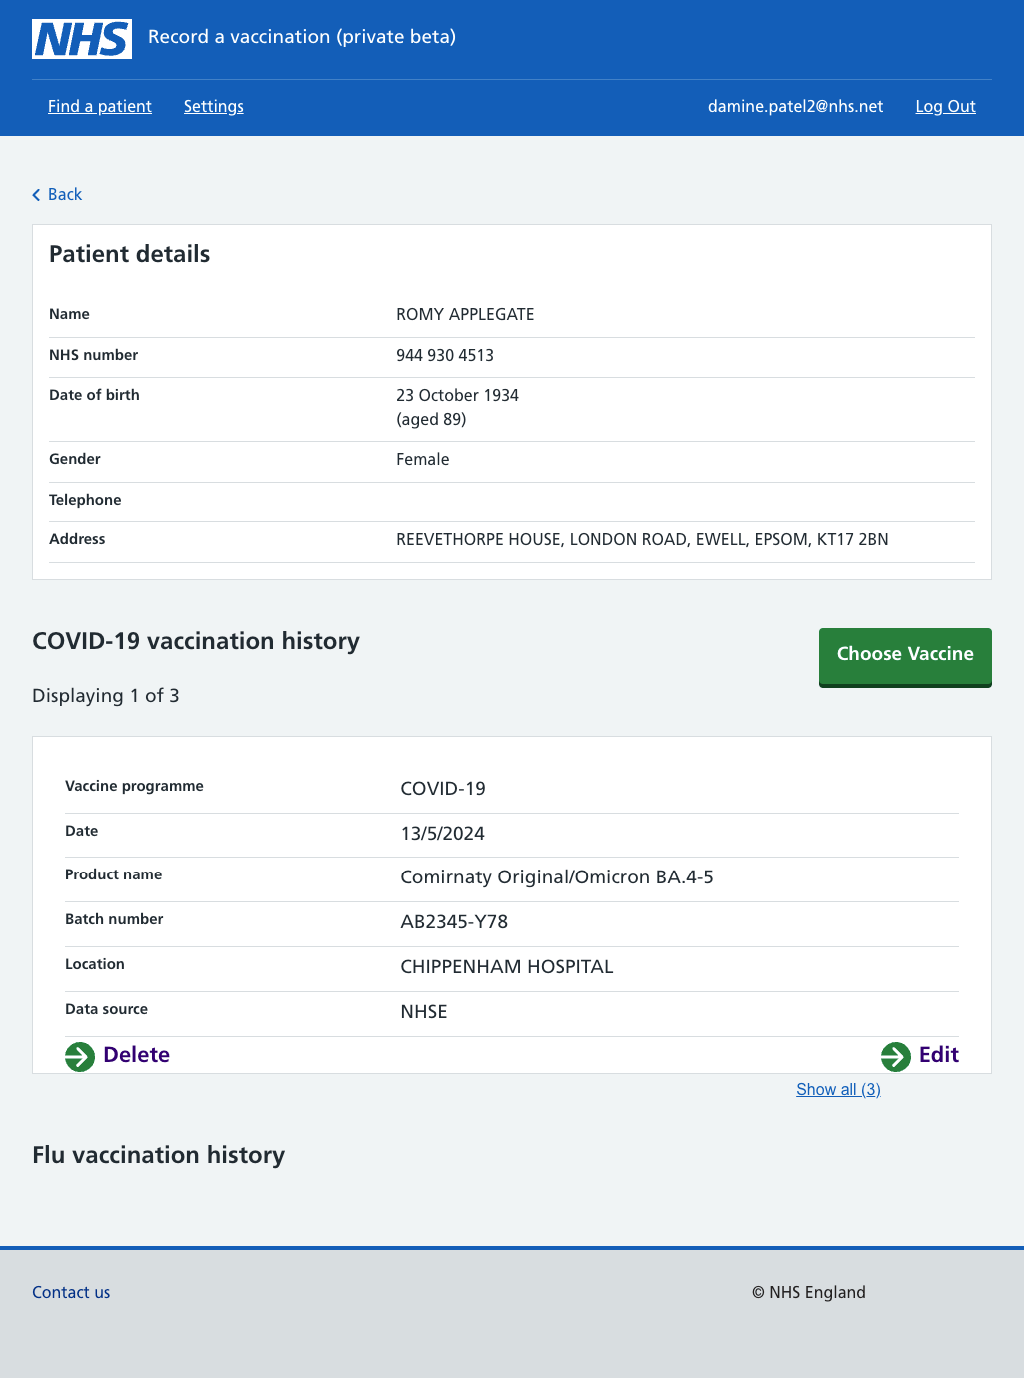 NHS Record a vaccination (private beta)
Find a patient Settings damine.patel2@nhs.net Log Out
Back
Patient details
Name ROMY APPLEGATE
NHS number 944 930 4513
Date of birth 23 October 1934
(aged 89)
Gender Female
Telephone
Address REEVETHORPE HOUSE, LONDON ROAD, EWELL, EPSOM, KT17 2BN
COVID-19 vaccination history
Choose Vaccine
Displaying 1 of 3
Vaccine programme COVID-19
Date 13/5/2024
Product name Comirnaty Original/Omicron BA.4-5
Batch number AB2345-Y78
Location CHIPPENHAM HOSPITAL
Data source NHSE
Delete Edit
Show all (3)
Flu vaccination history
Contact us © NHS England